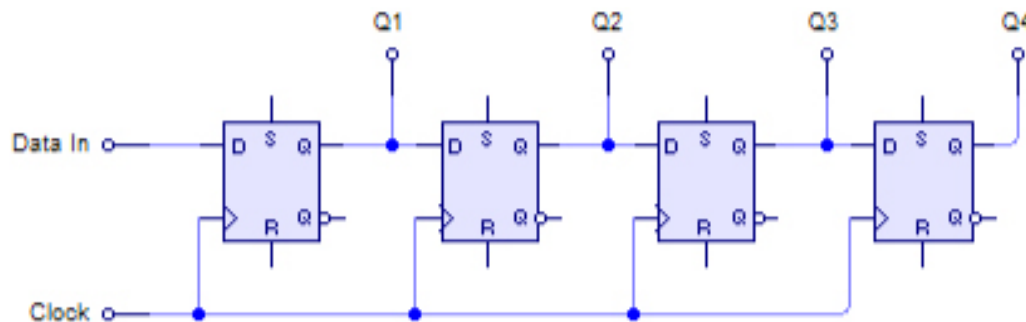 Q1 Q2 Q3 Q4
Data In D S Q D S Q D S Q D S Q
R Q R Q R Q R Q
Clock